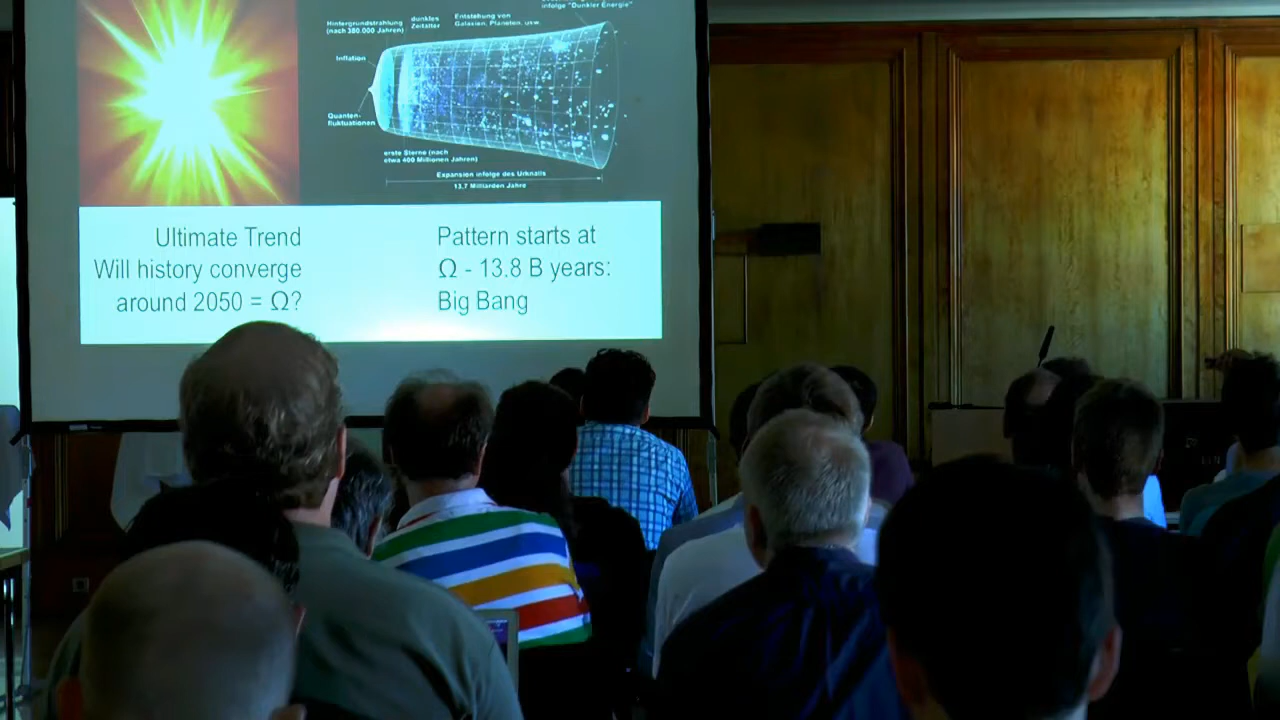 infolge "Dunkler Energie"
Hintergrundstrahlung
(nach 380.000 Jahren)
dunkles
Zeitalter
Entstehung von
Galaxien, Planeten, usw.
Inflation
Quanten-
fluktuationen
erste Sterne (nach
etwa 400 Millionen Jahren)
Expansion infolge des Urknalls
13,7 Milliarden Jahre
Ultimate Trend
Will history converge
around 2050 = Ω?
Pattern starts at
Ω - 13.8 B years:
Big Bang